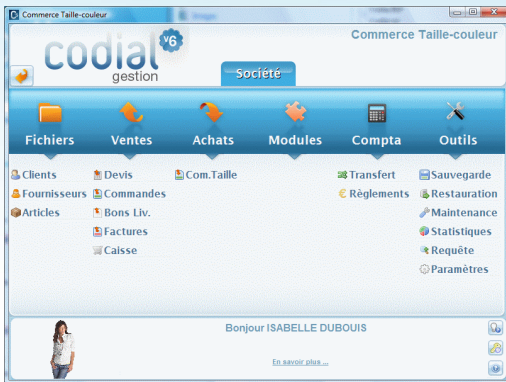 Commerce Taille-couleur
codial V6
gestion
Commerce Taille-couleur
Société
Fichiers Ventes Achats Modules Compta Outils
Clients Devis Com.Taille Transfert Sauvegarde
Fournisseurs Commandes Règlements Restauration
Articles Bons Liv. Maintenance
Factures Statistiques
Caisse Requête
Paramètres
Bonjour ISABELLE DUBOUIS
En savoir plus ...